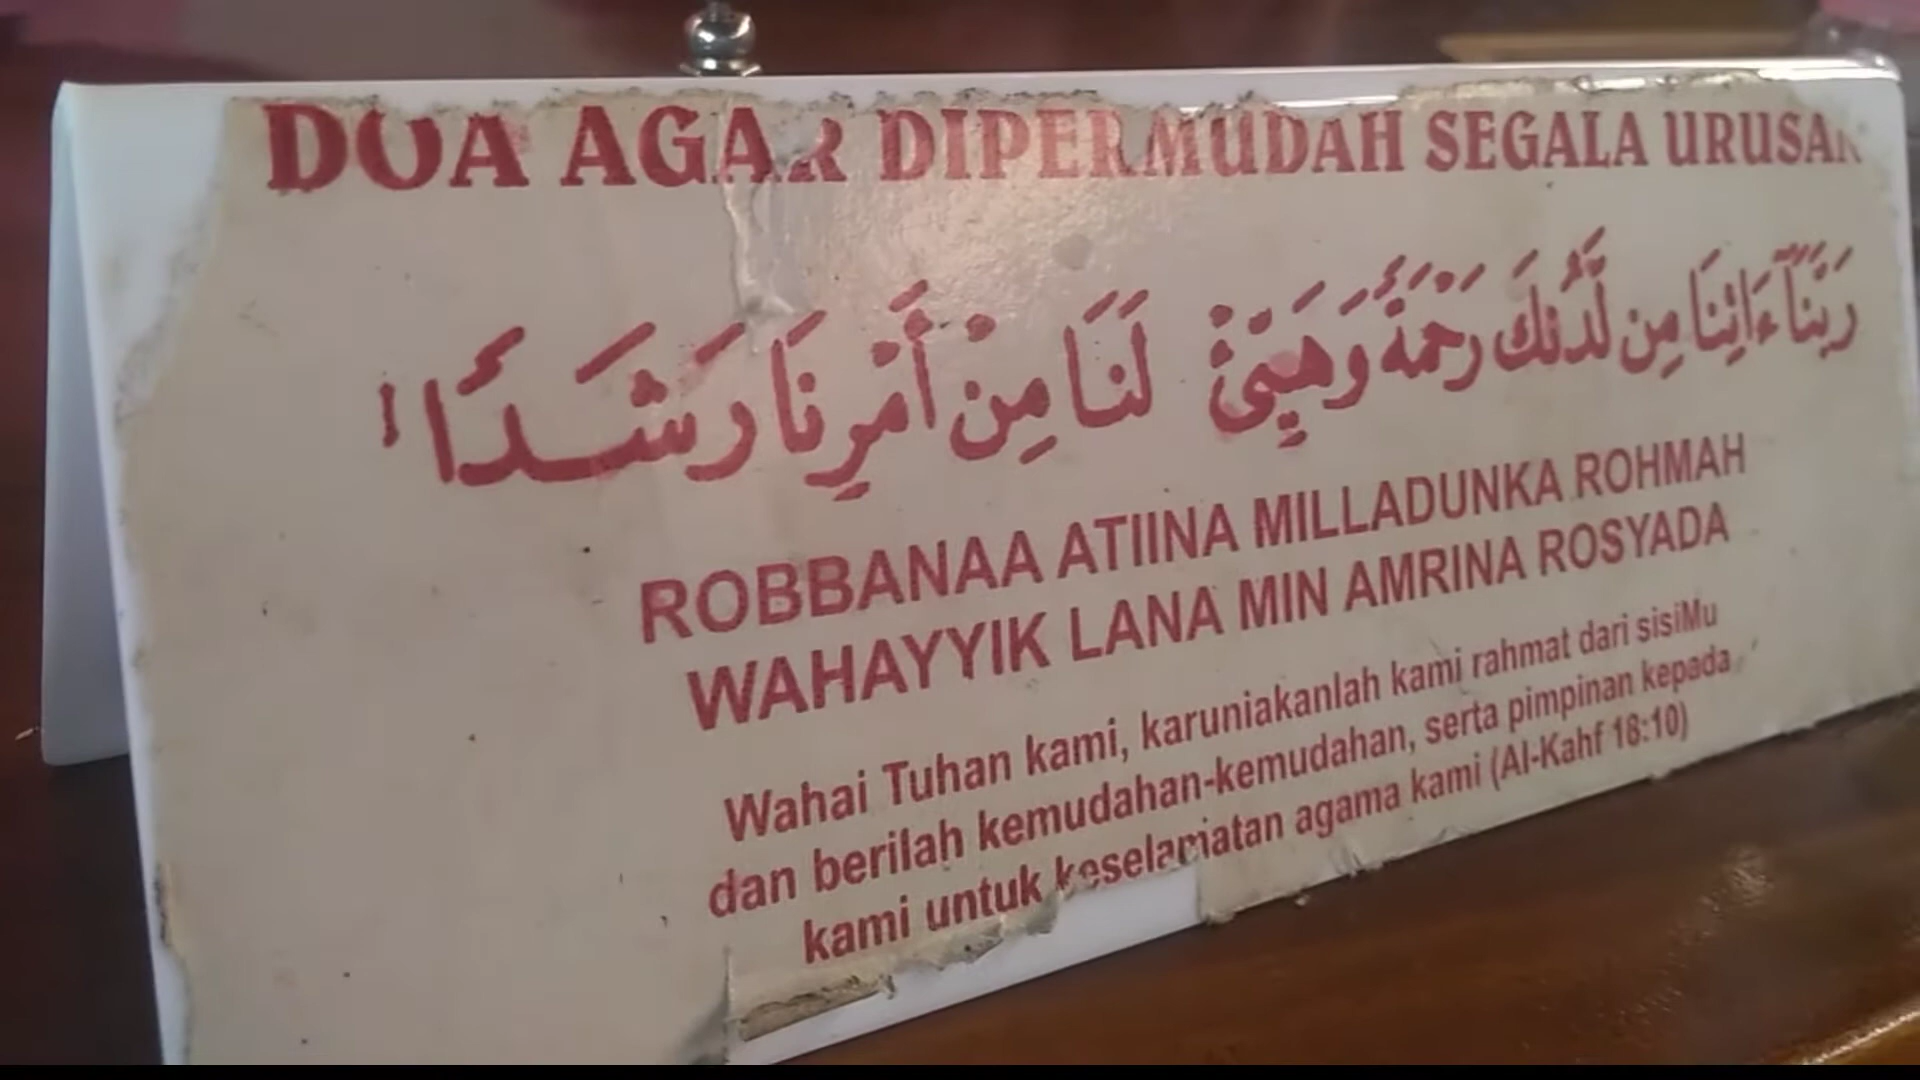 DOA AGAR DIPERMUDAH SEGALA URUSAN
رَبَّنَآ ءَاتِنَا مِن لَّدُنكَ رَحْمَةً وَهَيِّئْ لَنَا مِنْ أَمْرِنَا رَشَدًا
ROBBANAA ATIINA MILLADUNKA ROHMAH
WAHAYYIK LANA MIN AMRINA ROSYADA
Wahai Tuhan kami, karuniakanlah kami rahmat dari sisiMu
dan berilah kemudahan-kemudahan, serta pimpinan kepada
kami untuk keselamatan agama kami (Al-Kahf 18:10)